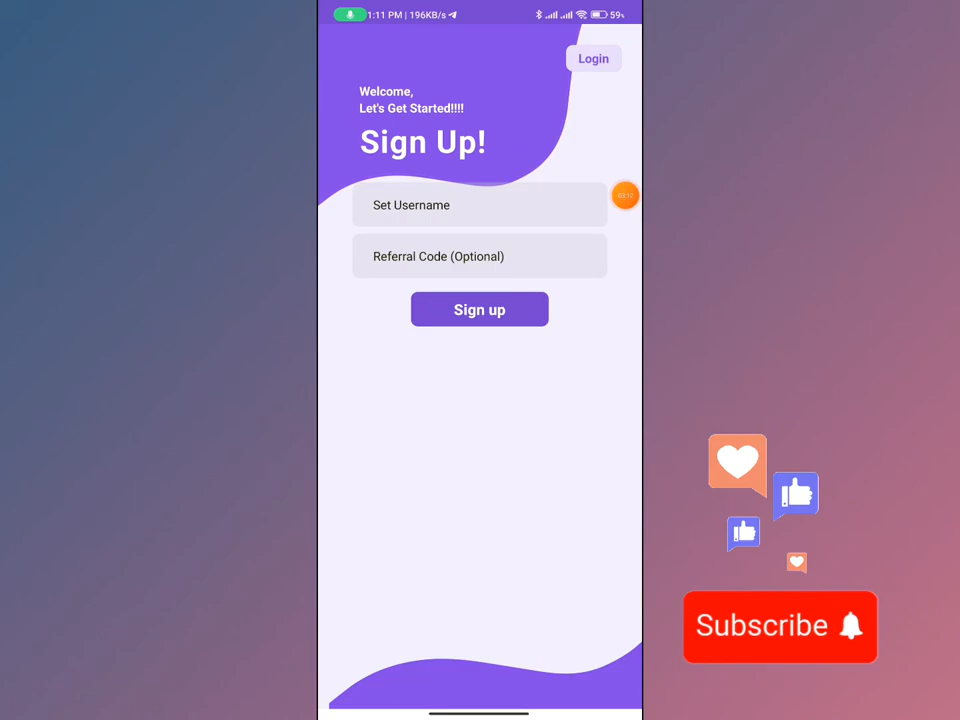 1:11 PM | 196KB/s
59%
Login
Welcome,
Let's Get Started!!!!
Sign Up!
Set Username
Referral Code (Optional)
Sign up
Subscribe